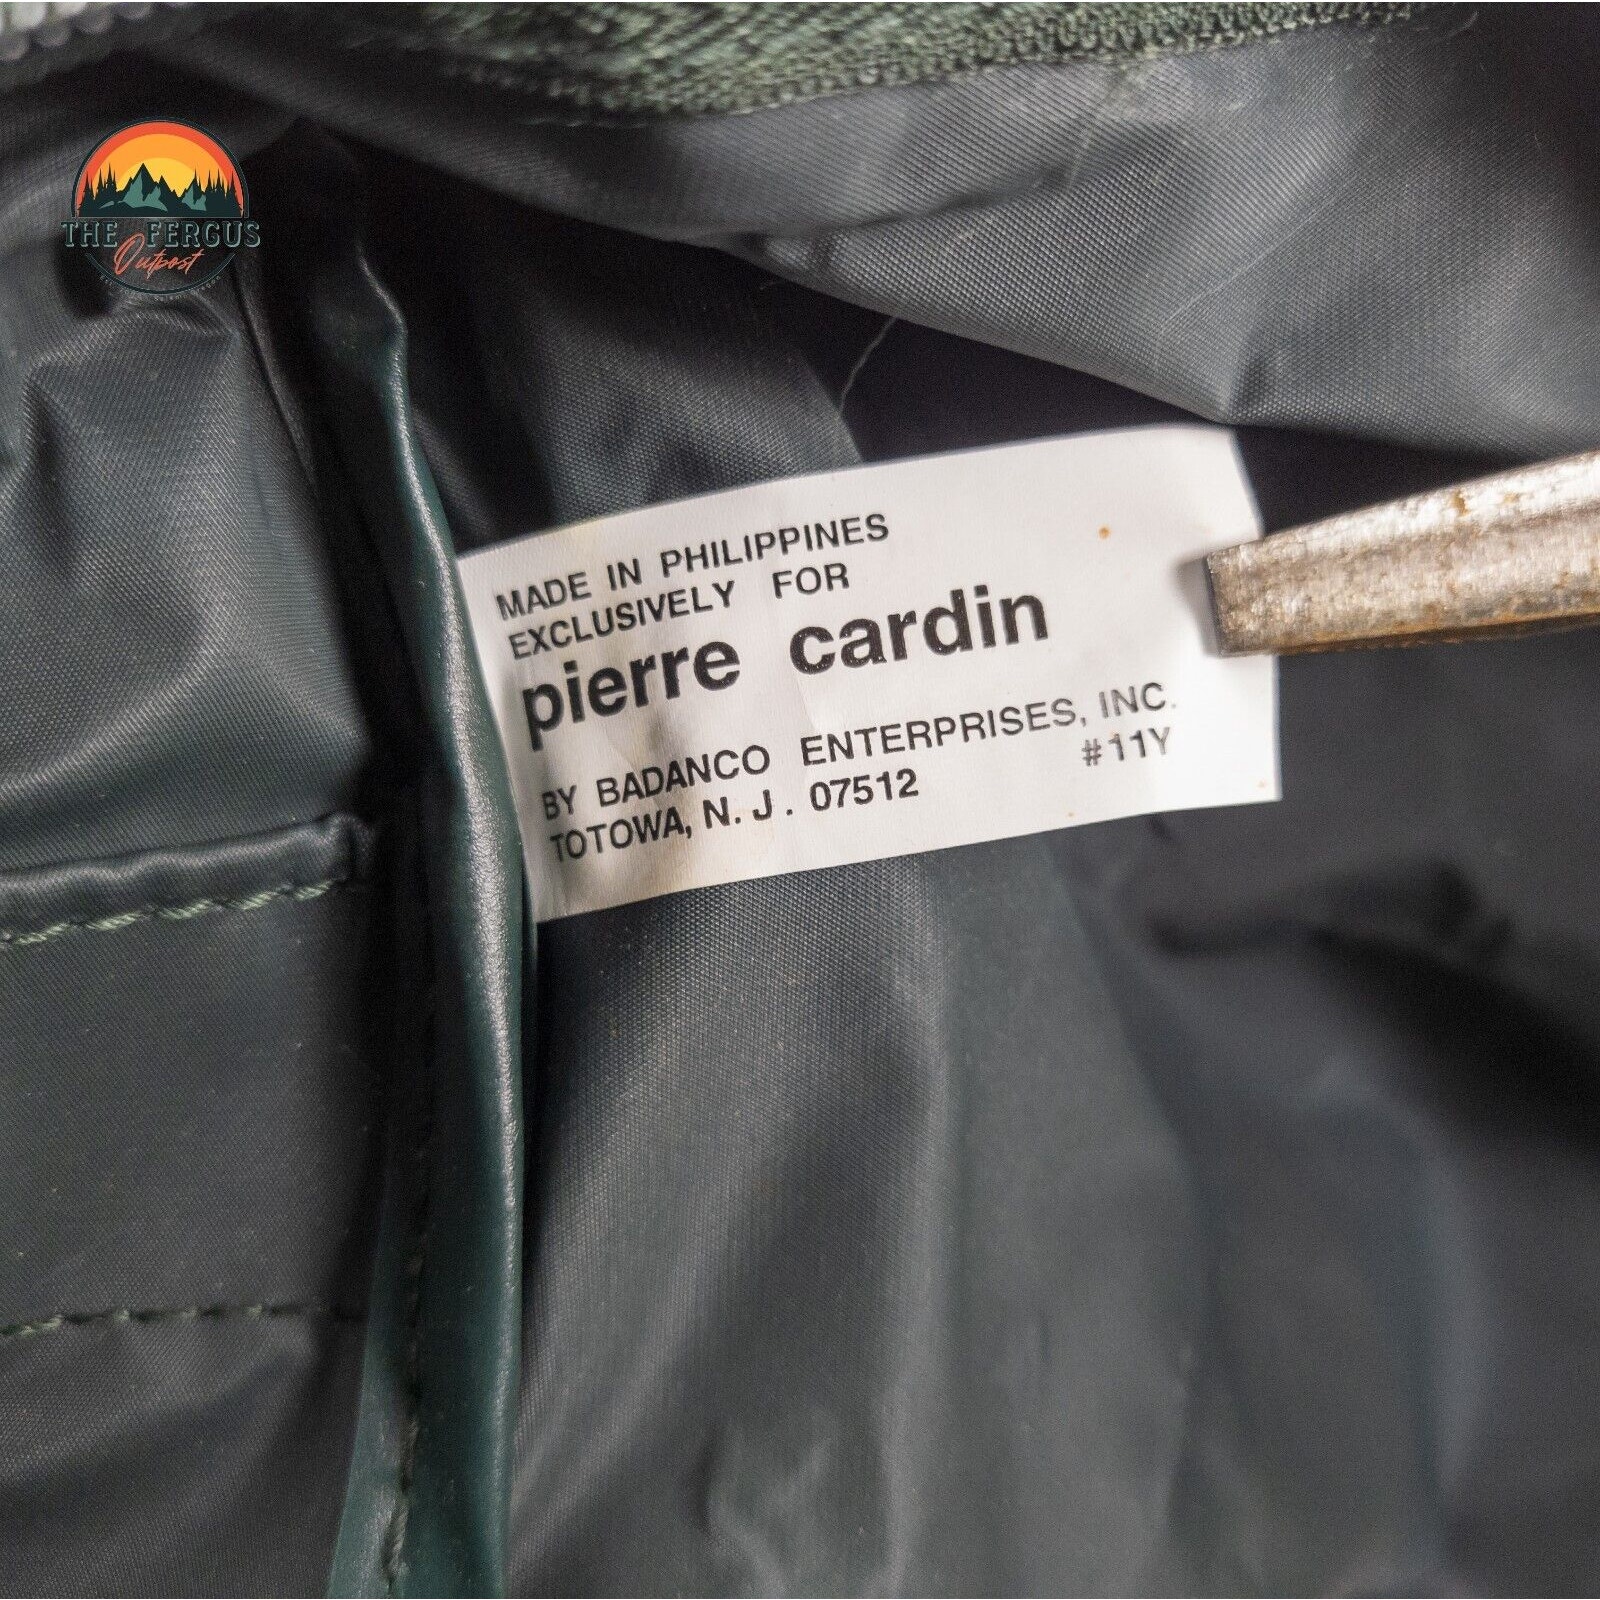 THE FERGUS
Outpost
MADE IN PHILIPPINES
EXCLUSIVELY FOR
pierre cardin
BY BADANCO ENTERPRISES, INC.
TOTOWA, N. J. 07512 #11Y